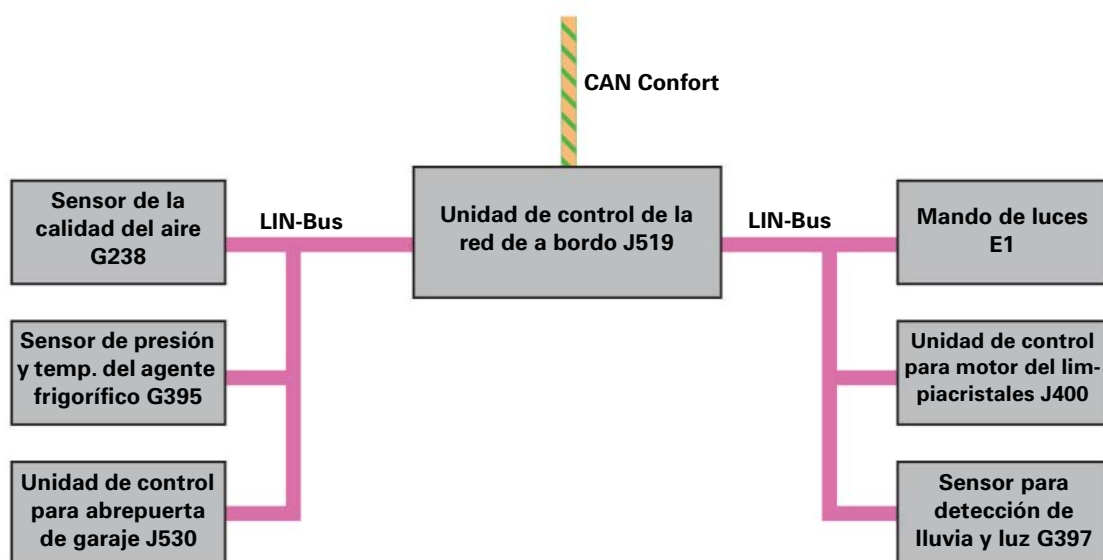 CAN Confort
Sensor de la
calidad del aire
G238
LIN-Bus
Unidad de control de la
red de a bordo J519
LIN-Bus
Mando de luces
E1
Sensor de presión
y temp. del agente
frigorífico G395
Unidad de control
para motor del lim-
piacristales J400
Unidad de control
para abrepuerta
de garaje J530
Sensor para
detección de
lluvia y luz G397